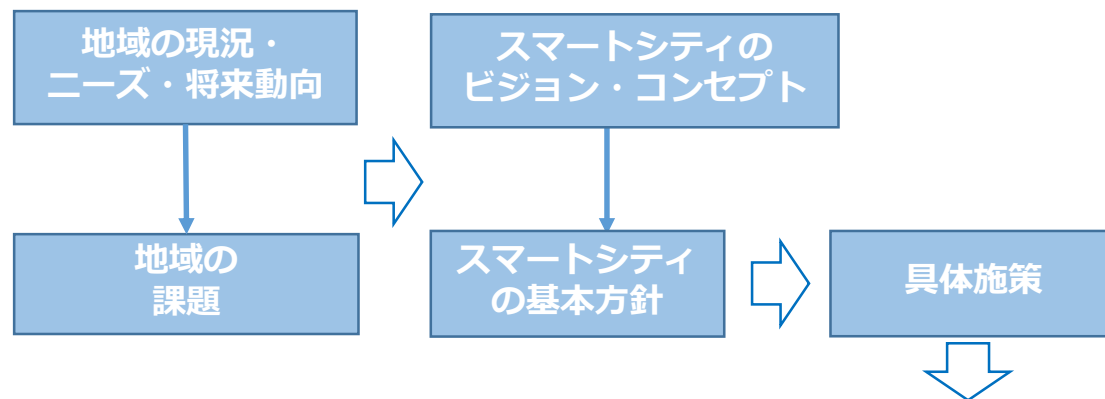 地域の現況・
ニーズ・将来動向
スマートシティの
ビジョン・コンセプト
地域の
課題
スマートシティ
の基本方針
具体施策